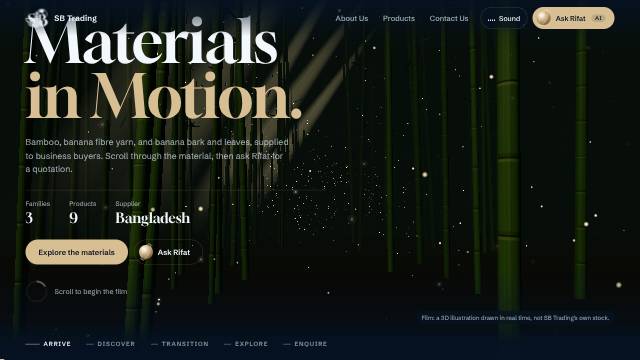 SB Trading
About Us
Products
Contact Us
Sound
Ask Rifat AI
Materials
in Motion.
Bamboo, banana fibre yarn, and banana bark and leaves, supplied
to business buyers. Scroll through the material, then ask Rifat for
a quotation.
Families
Products
Supplier
3
9
Bangladesh
Explore the materials
Ask Rifat
Scroll to begin the film
Film: a 3D illustration drawn in real time, not SB Trading's own stock.
ARRIVE
DISCOVER
TRANSITION
EXPLORE
ENQUIRE